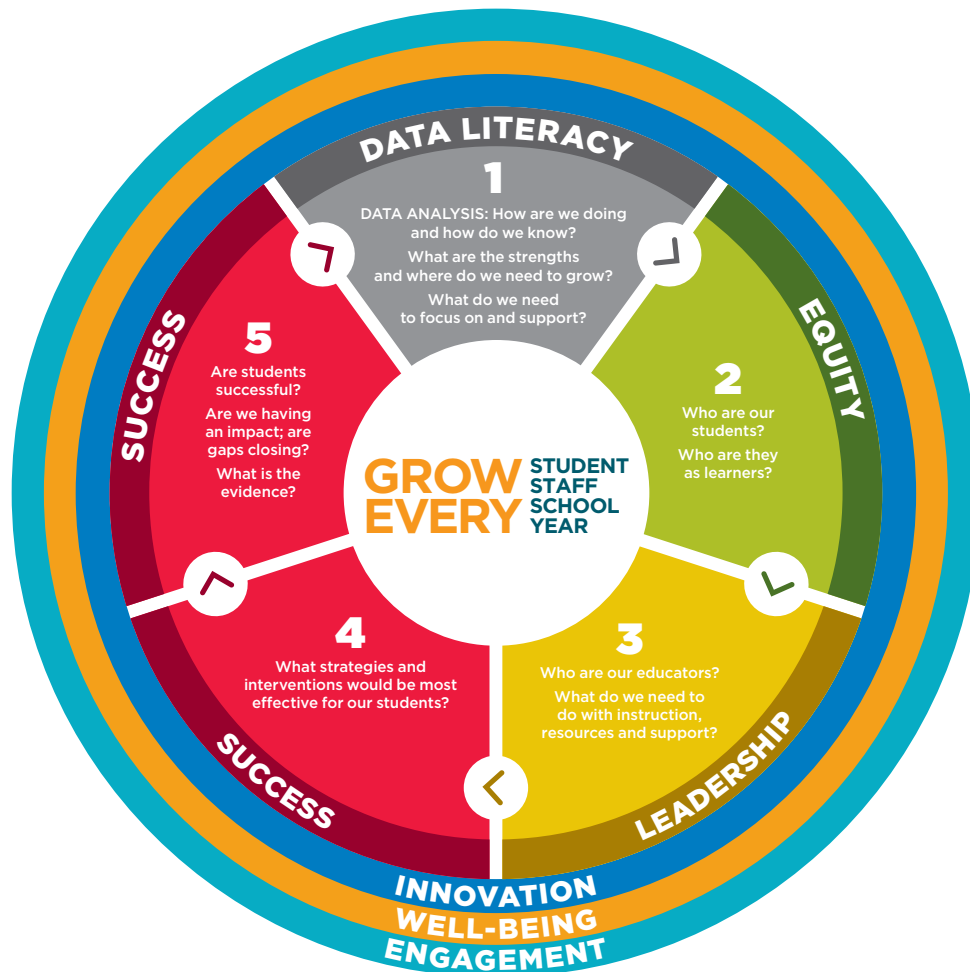 DATA LITERACY
1
DATA ANALYSIS: How are we doing
and how do we know?
What are the strengths
and where do we need to grow?
What do we need
to focus on and support?
EQUITY
2
Who are our
students?
Who are they
as learners?
LEADERSHIP
3
Who are our educators?
What do we need to
do with instruction,
resources and support?
SUCCESS
4
What strategies and
interventions would be most
effective for our students?
SUCCESS
5
Are students
successful?
Are we having
an impact; are
gaps closing?
What is the
evidence?
GROW
EVERY
STUDENT
STAFF
SCHOOL
YEAR
INNOVATION
WELL-BEING
ENGAGEMENT